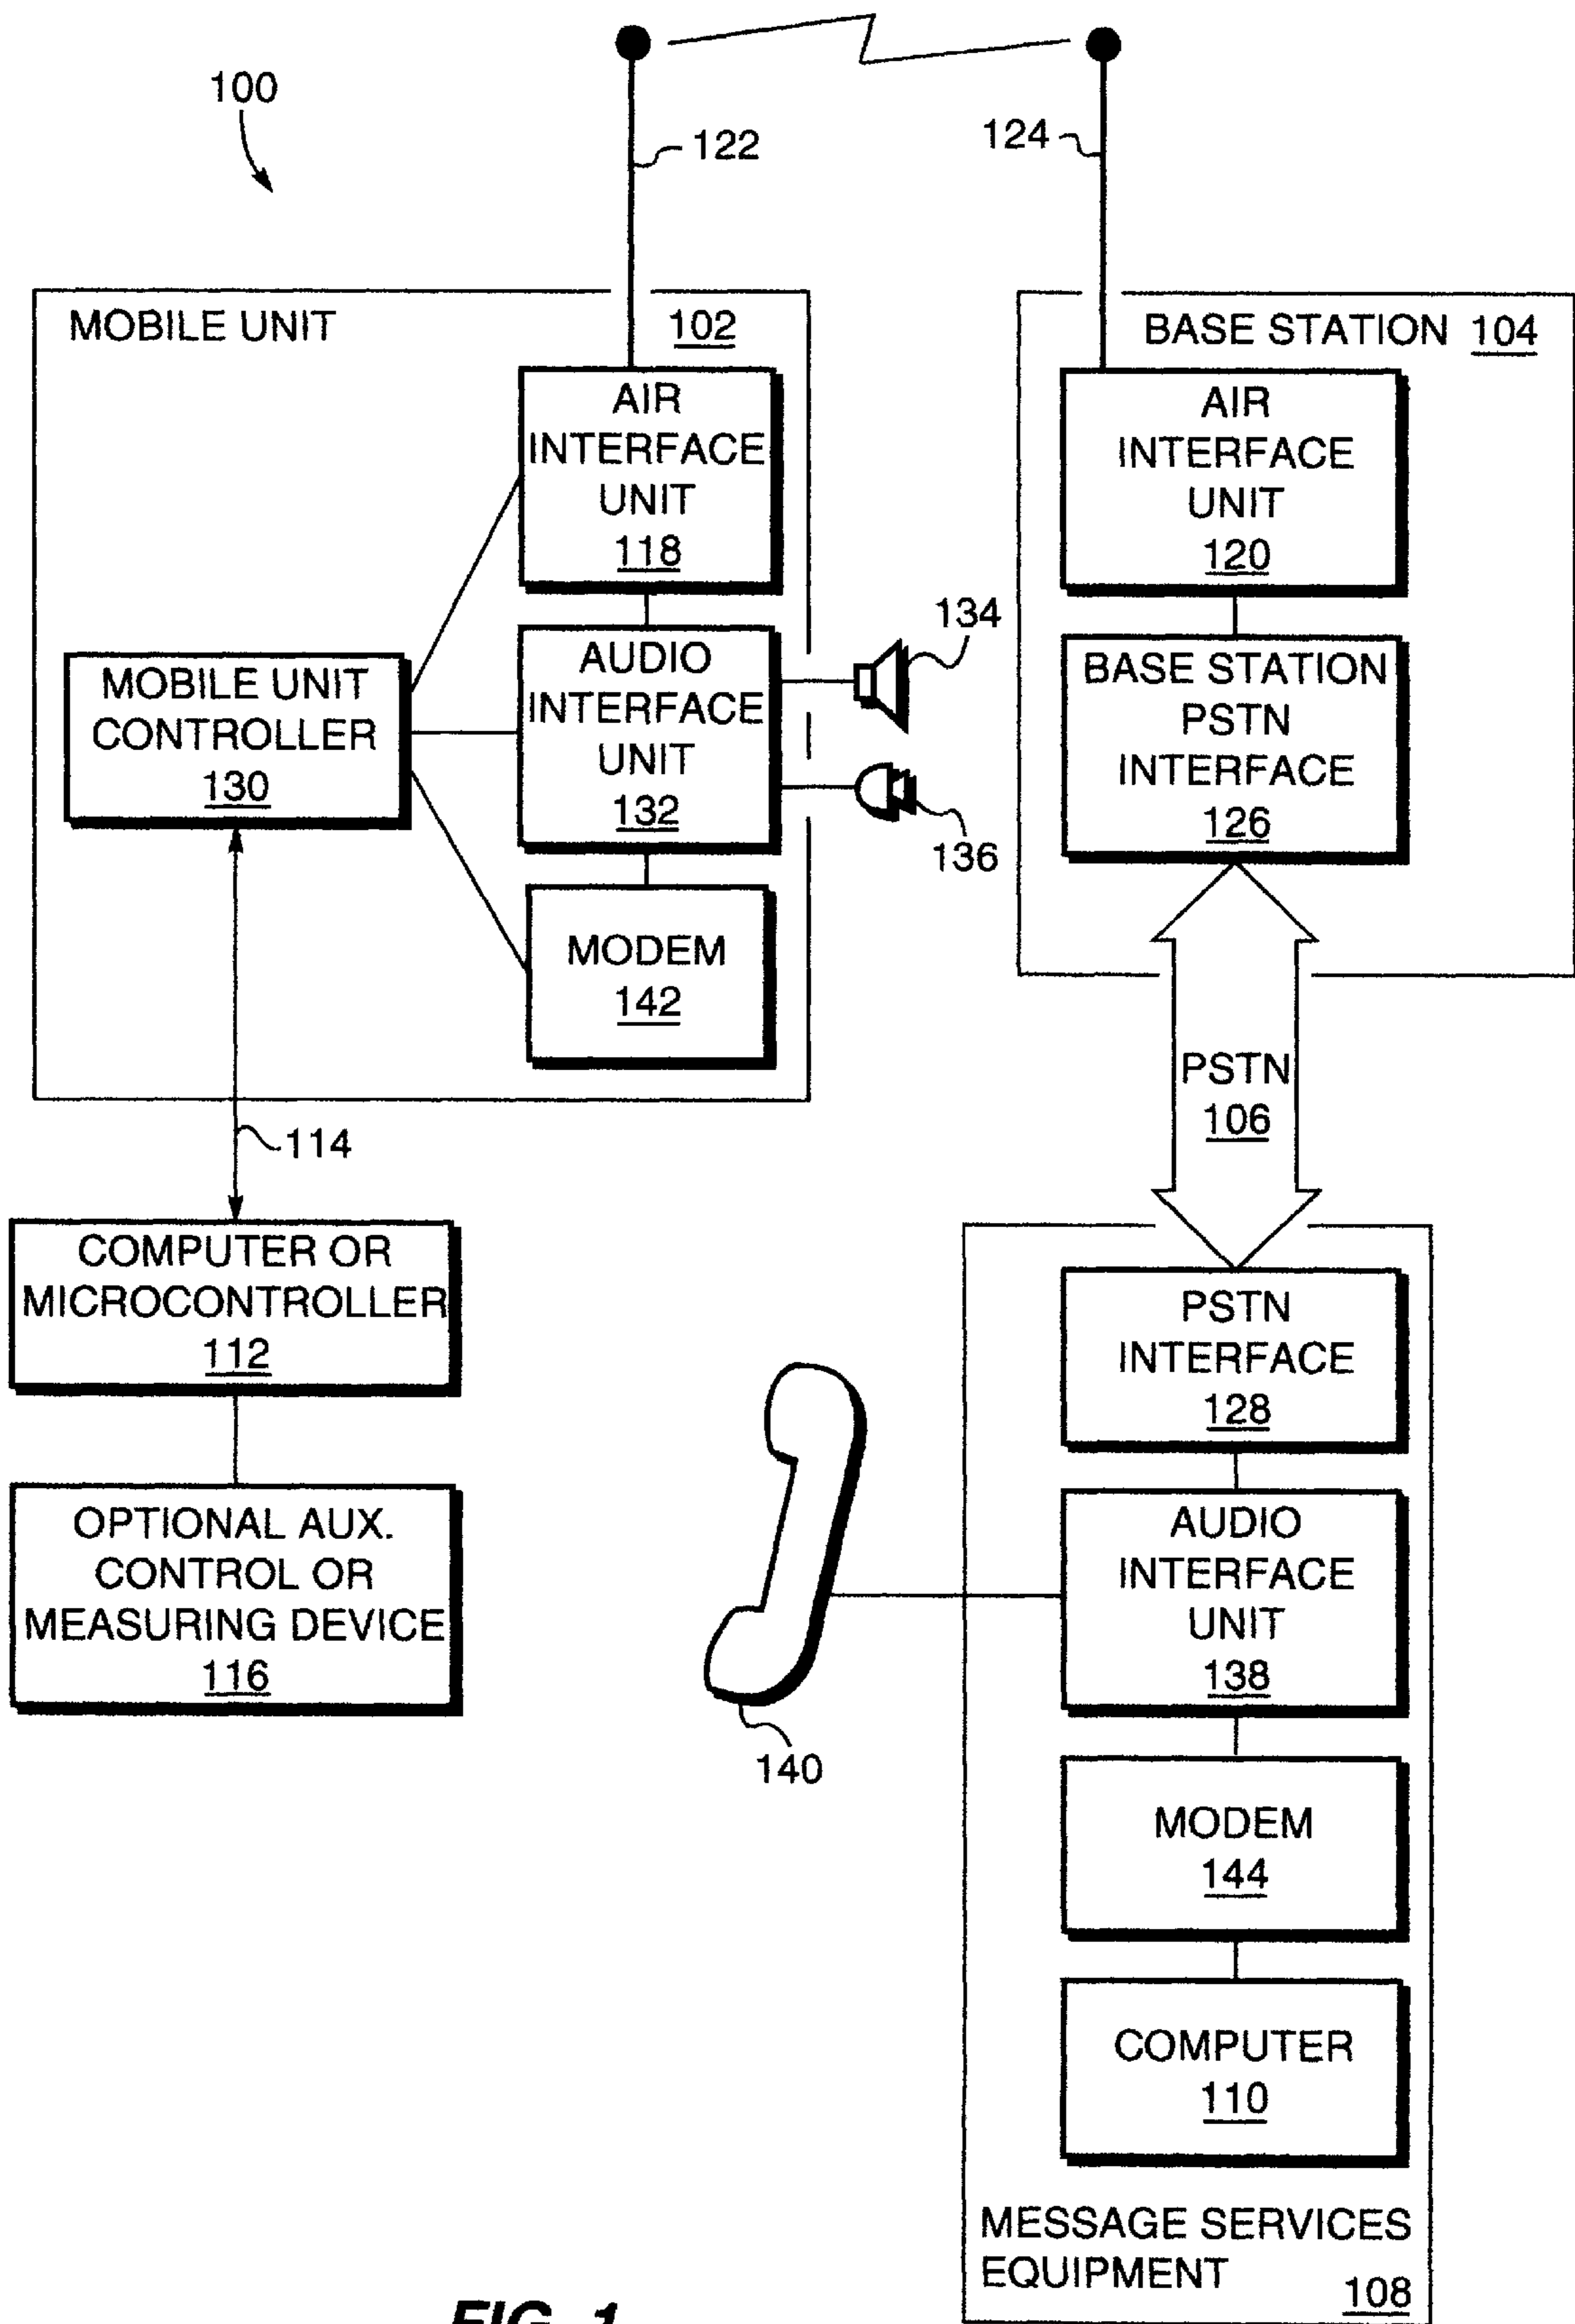 100
122
124
MOBILE UNIT 102
AIR
INTERFACE
UNIT
118
MOBILE UNIT
CONTROLLER
130
AUDIO
INTERFACE
UNIT
132
134
136
MODEM
142
114
COMPUTER OR
MICROCONTROLLER
112
OPTIONAL AUX.
CONTROL OR
MEASURING DEVICE
116
BASE STATION 104
AIR
INTERFACE
UNIT
120
BASE STATION
PSTN
INTERFACE
126
PSTN
106
PSTN
INTERFACE
128
AUDIO
INTERFACE
UNIT
138
140
MODEM
144
COMPUTER
110
MESSAGE SERVICES
EQUIPMENT 108
FIG. 1